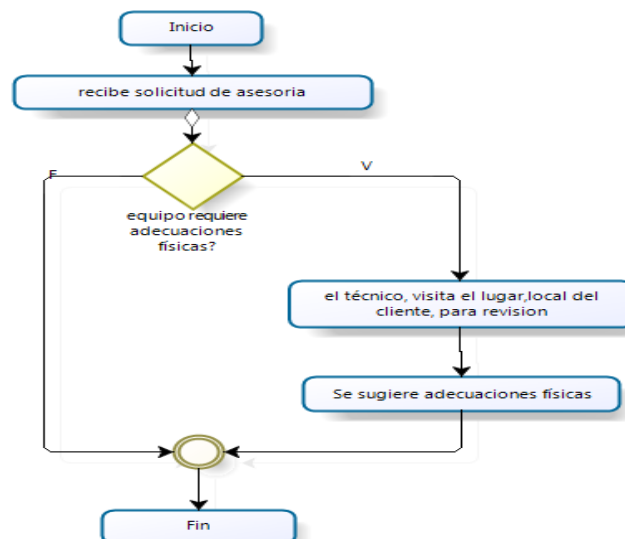 Inicio
recibe solicitud de asesoria
F
V
equipo requiere
adecuaciones
físicas?
el técnico, visita el lugar,local del
cliente, para revision
Se sugiere adecuaciones físicas
Fin